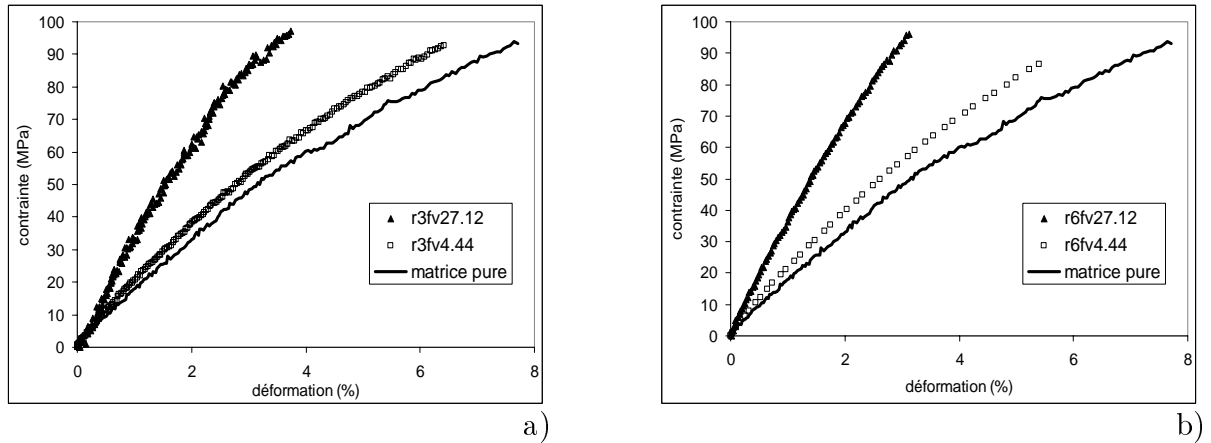 100
90
80
70
60
50
40
30
20
10
0
contrainte (MPa)
0 2 4 6 8
déformation (%)
r3fv27.12
r3fv4.44
matrice pure
a)
100
90
80
70
60
50
40
30
20
10
0
contrainte (MPa)
0 2 4 6 8
déformation (%)
r6fv27.12
r6fv4.44
matrice pure
b)